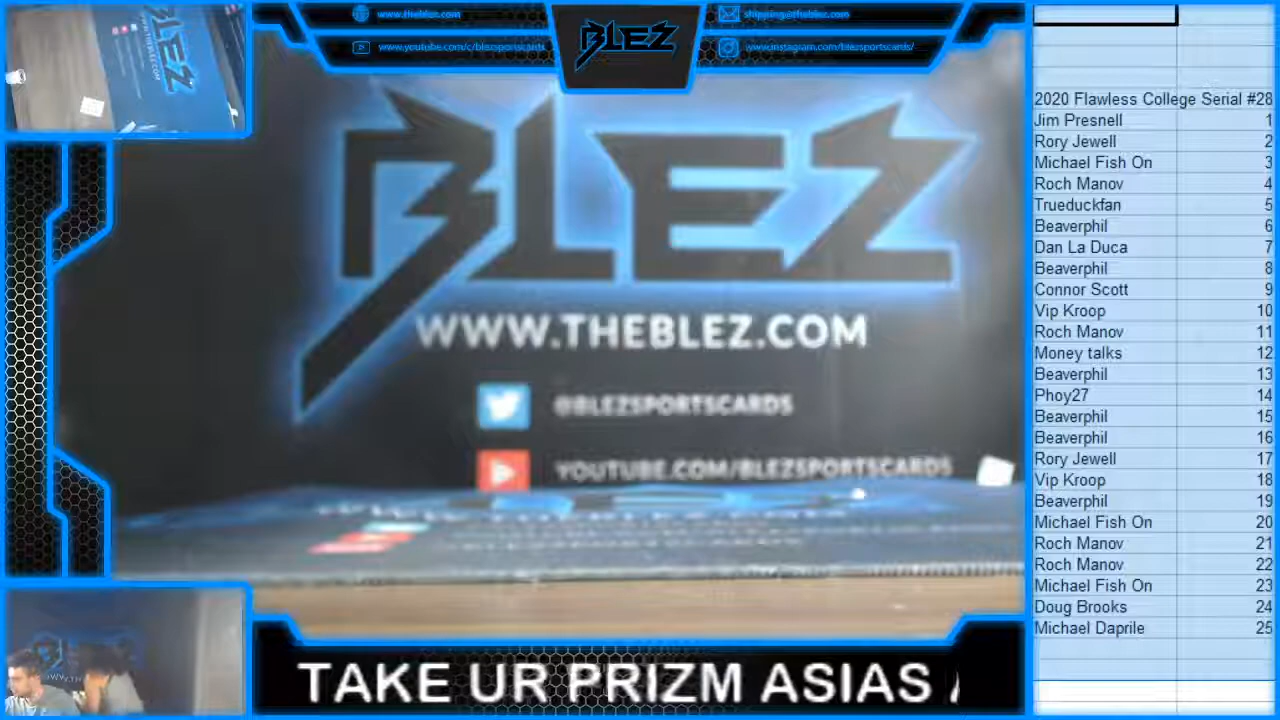 www.theblez.com
shipping@theblez.com
www.youtube.com/c/blezsportscards
www.instagram.com/blezsportscards/
BLEZ
BLEZ
BLEZ
WWW.THEBLEZ.COM
@BLEZSPORTSCARDS
YOUTUBE.COM/BLEZSPORTSCARDS
TAKE UR PRIZM ASIAS
2020 Flawless College Serial #28
Jim Presnell 1
Rory Jewell 2
Michael Fish On 3
Roch Manov 4
Trueduckfan 5
Beaverphil 6
Dan La Duca 7
Beaverphil 8
Connor Scott 9
Vip Kroop 10
Roch Manov 11
Money talks 12
Beaverphil 13
Phoy27 14
Beaverphil 15
Beaverphil 16
Rory Jewell 17
Vip Kroop 18
Beaverphil 19
Michael Fish On 20
Roch Manov 21
Roch Manov 22
Michael Fish On 23
Doug Brooks 24
Michael Daprile 25